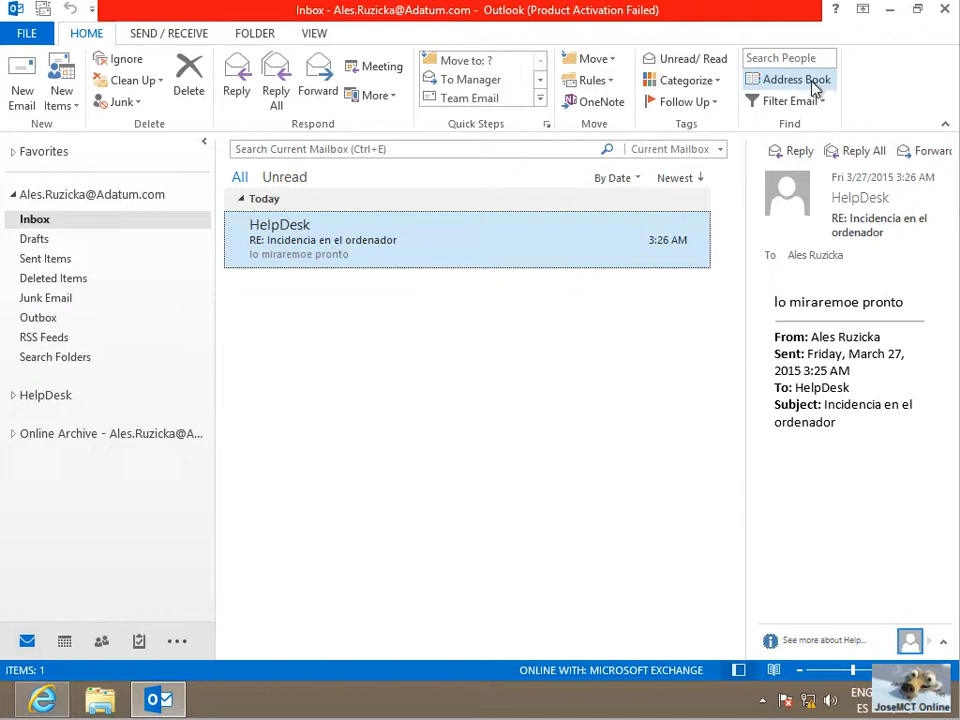 Inbox - Ales.Ruzicka@Adatum.com - Outlook (Product Activation Failed)
FILE HOME SEND / RECEIVE FOLDER VIEW
New Email
New Items
New
Ignore
Clean Up
Junk
Delete
Delete
Reply
Reply All
Forward
Meeting
More
Respond
Move to: ?
To Manager
Team Email
Quick Steps
Move
Rules
OneNote
Move
Unread/ Read
Categorize
Follow Up
Tags
Search People
Address Book
Filter Email
Find
Favorites
Ales.Ruzicka@Adatum.com
Inbox
Drafts
Sent Items
Deleted Items
Junk Email
Outbox
RSS Feeds
Search Folders
HelpDesk
Online Archive - Ales.Ruzicka@A...
Search Current Mailbox (Ctrl+E) Current Mailbox
All Unread By Date Newest
Today
HelpDesk
RE: Incidencia en el ordenador 3:26 AM
lo miraremoe pronto
Reply Reply All Forward
Fri 3/27/2015 3:26 AM
HelpDesk
RE: Incidencia en el
ordenador
To Ales Ruzicka
lo miraremoe pronto
From: Ales Ruzicka
Sent: Friday, March 27,
2015 3:25 AM
To: HelpDesk
Subject: Incidencia en el
ordenador
See more about Help...
ITEMS: 1 ONLINE WITH: MICROSOFT EXCHANGE
ENG
ES
JoseMCT Online